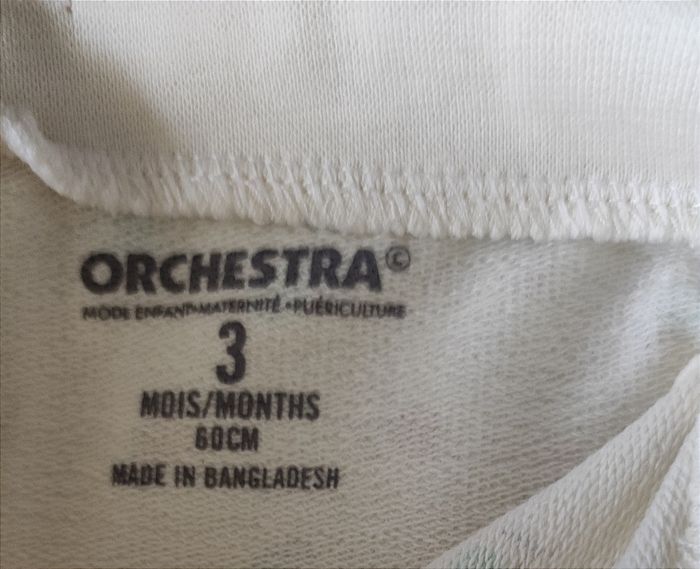 ORCHESTRA©
MODE ENFANT•MATERNITÉ•PUÉRICULTURE
3
MOIS/MONTHS
60CM
MADE IN BANGLADESH